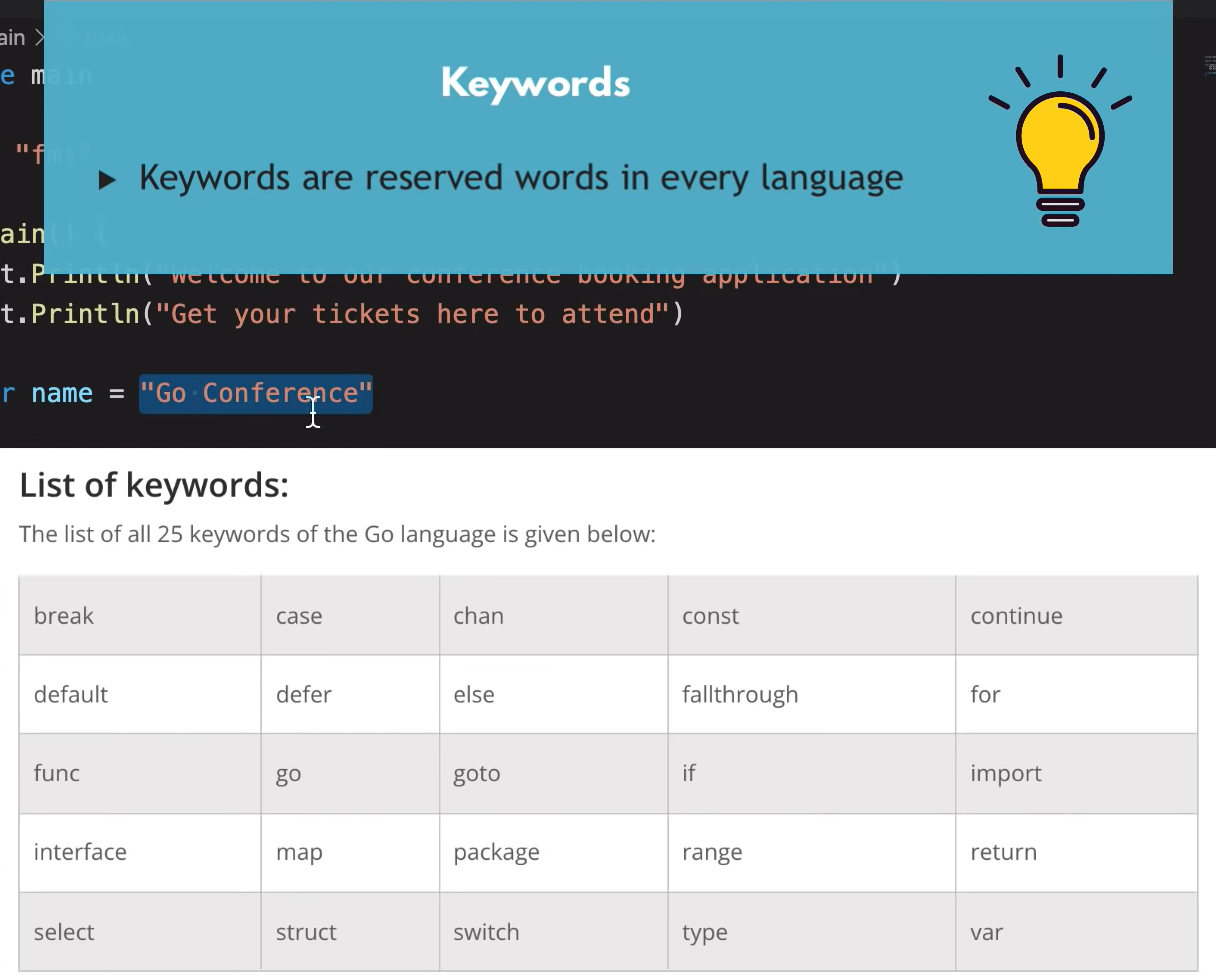 ain >
Keywords
e main
"f
► Keywords are reserved words in every language
ain() {
t.Println("Welcome to our conference booking application")
t.Println("Get your tickets here to attend")
r name = "Go Conference"
List of keywords:
The list of all 25 keywords of the Go language is given below:
break case chan const continue
default defer else fallthrough for
func go goto if import
interface map package range return
select struct switch type var